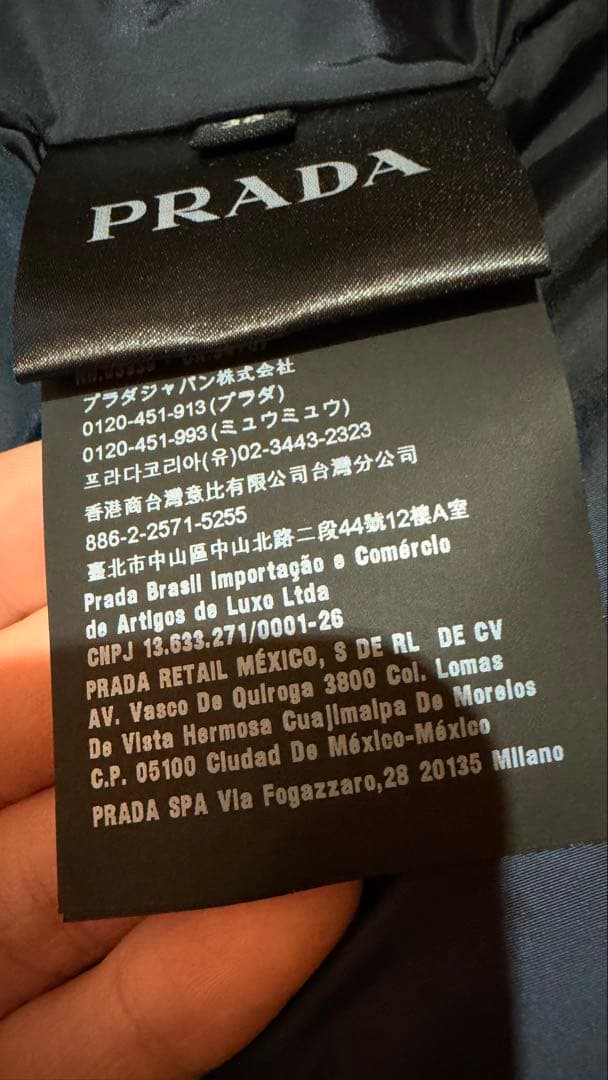 PRADA
プラダジャパン株式会社
0120-451-913(プラダ)
0120-451-993(ミュウミュウ)
프라다코리아(유)02-3443-2323
香港商台灣意比有限公司台灣分公司
886-2-2571-5255
臺北市中山區中山北路二段44號12樓A室
Prada Brasil Importação e Comércio
de Artigos de Luxo Ltda
CNPJ 13.633.271/0001-26
PRADA RETAIL MÉXICO, S DE RL DE CV
AV. Vasco De Quiroga 3800 Col. Lomas
De Vista Hermosa Cuajimalpa De Morelos
C.P. 05100 Ciudad De México-México
PRADA SPA Via Fogazzaro,28 20135 Milano